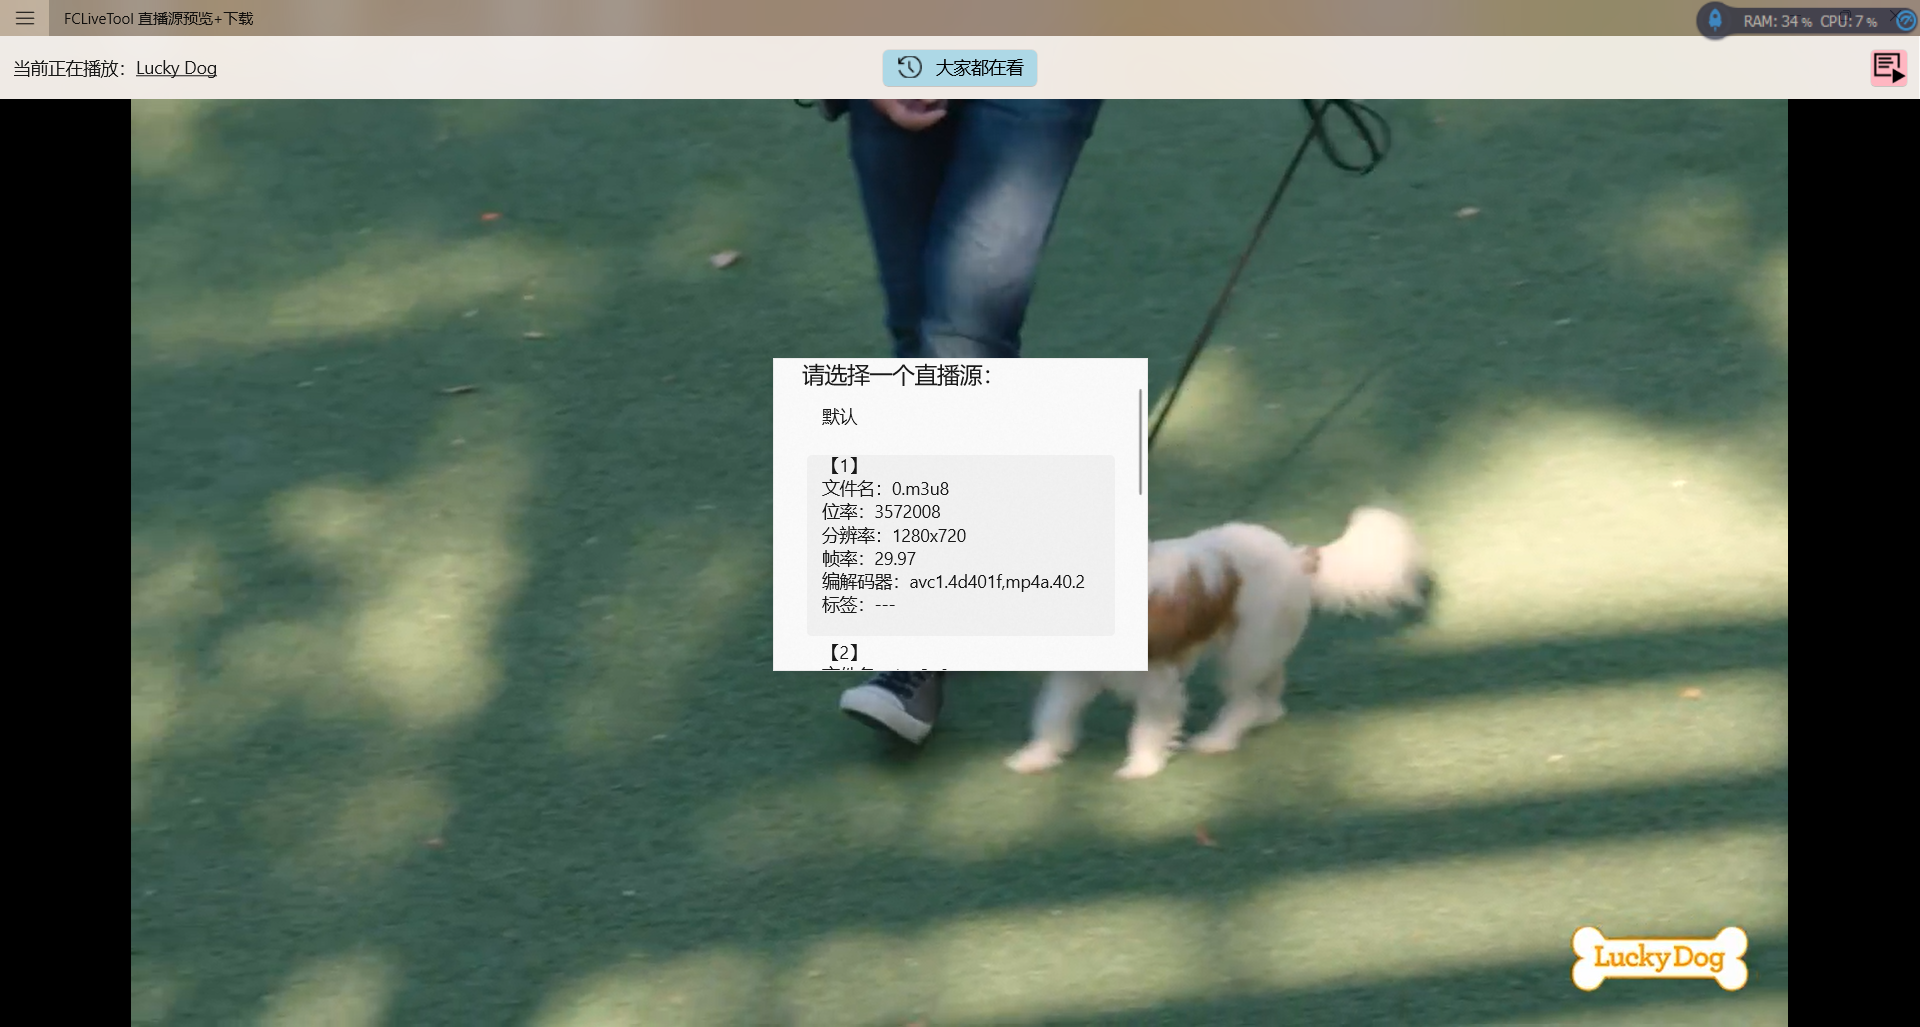 FCLiveTool 直播源预览+下载
RAM: 34 % CPU: 7 %
当前正在播放：Lucky Dog
大家都在看
请选择一个直播源：
默认
【1】
文件名：0.m3u8
位率：3572008
分辨率：1280x720
帧率：29.97
编解码器：avc1.4d401f,mp4a.40.2
标签：---
【2】
Lucky Dog